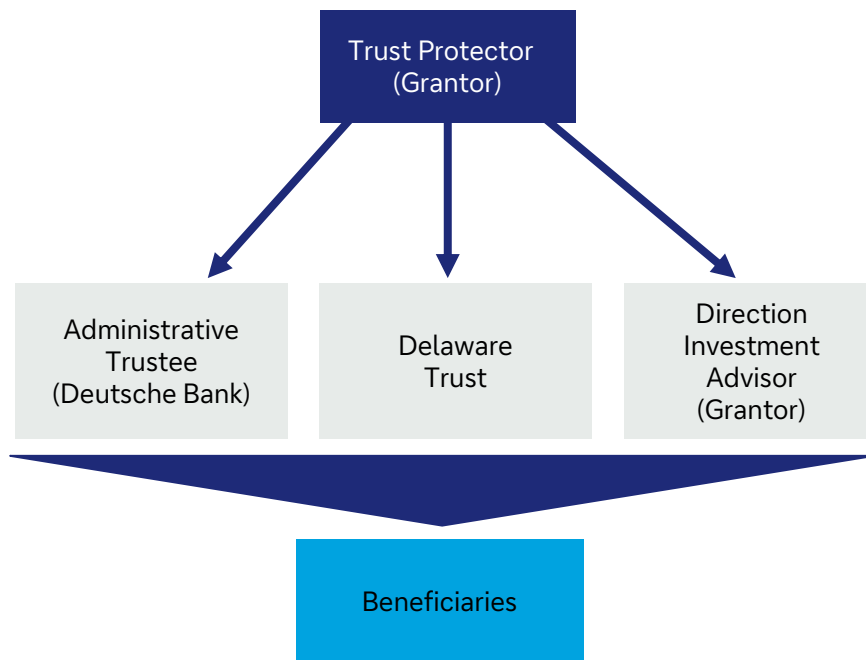 Trust Protector
(Grantor)
Administrative
Trustee
(Deutsche Bank)
Delaware
Trust
Direction
Investment
Advisor
(Grantor)
Beneficiaries